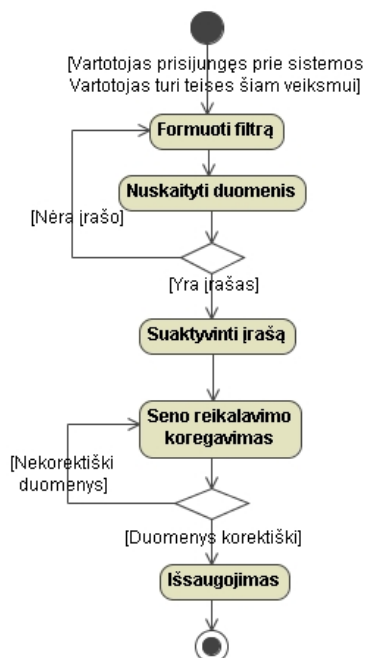 [Vartotojas prisijungęs prie sistemos
Vartotojas turi teises šiam veiksmui]
Formuoti filtrą
Nuskaityti duomenis
[Nėra įrašo]
[Yra įrašas]
Suaktyvinti įrašą
Seno reikalavimo
koregavimas
[Nekorektiški
duomenys]
[Duomenys korektiški]
Išsaugojimas